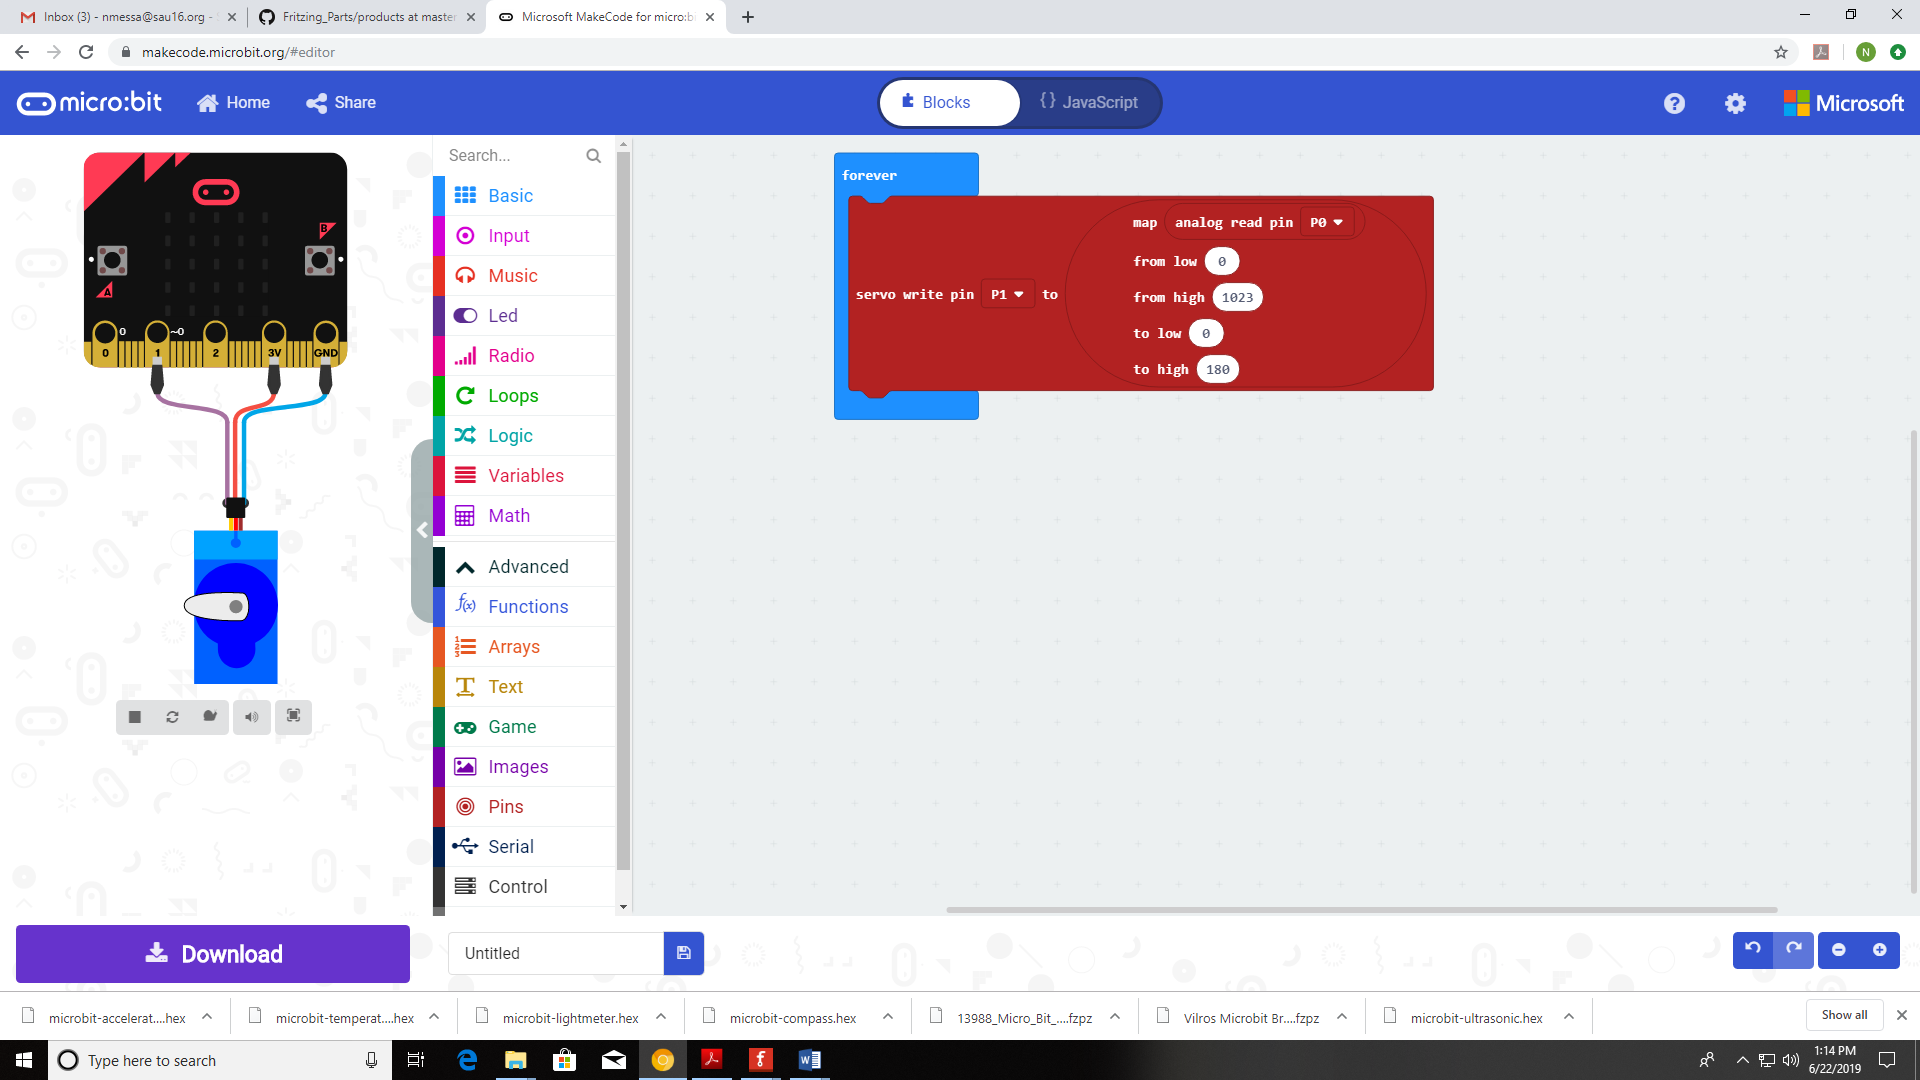 Inbox (3) - nmessa@sau16.org -
Fritzing_Parts/products at master
Microsoft MakeCode for micro:bi
makecode.microbit.org/#editor
N
micro:bit
Home
Share
Blocks
{} JavaScript
?
Microsoft
B
A
0
~0
0 1 2 3V GND
Search...
Basic
Input
Music
Led
Radio
Loops
Logic
Variables
Math
Advanced
Functions
Arrays
Text
Game
Images
Pins
Serial
Control
forever
map analog read pin P0
from low 0
from high 1023
servo write pin P1 to
to low 0
to high 180
Download
Untitled
microbit-accelerat....hex
microbit-temperat....hex
microbit-lightmeter.hex
microbit-compass.hex
13988_Micro_Bit_....fzpz
Vilros Microbit Br....fzpz
microbit-ultrasonic.hex
Show all
Type here to search
1:14 PM
6/22/2019